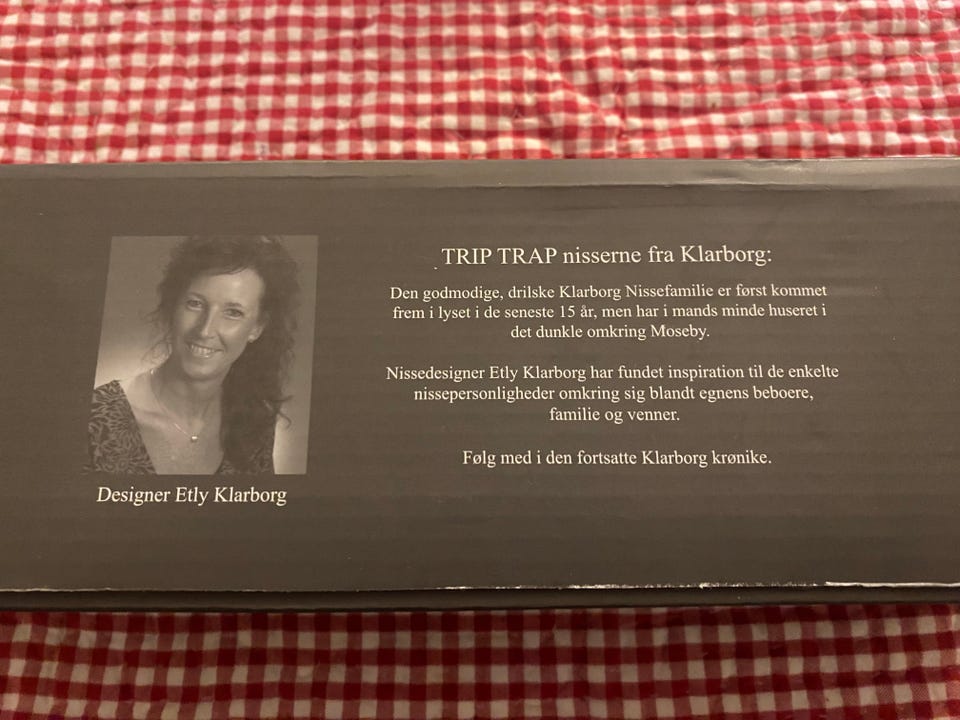 TRIP TRAP nisserne fra Klarborg:
Den godmodige, drilske Klarborg Nissefamilie er først kommet
frem i lyset i de seneste 15 år, men har i mands minde huseret i
det dunkle omkring Moseby.
Nissedesigner Etly Klarborg har fundet inspiration til de enkelte
nissepersonligheder omkring sig blandt egnens beboere,
familie og venner.
Følg med i den fortsatte Klarborg krønike.
Designer Etly Klarborg